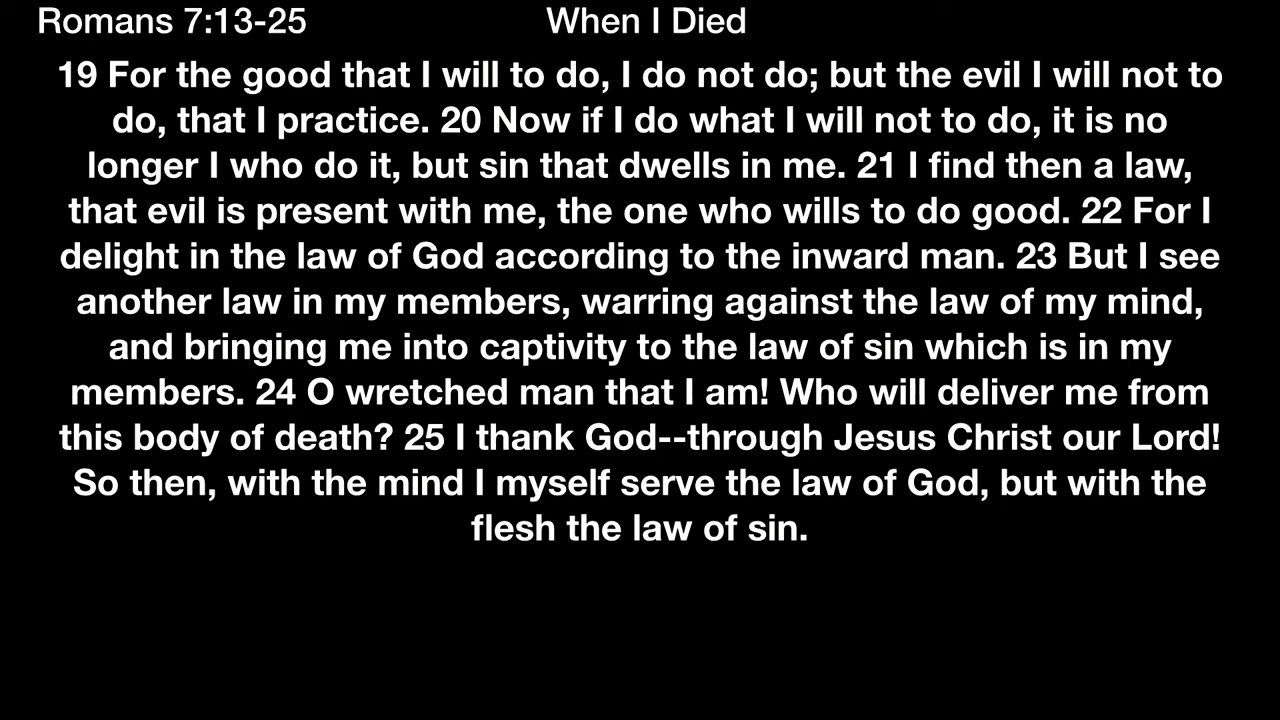 Romans 7:13-25 When I Died
19 For the good that I will to do, I do not do; but the evil I will not to
do, that I practice. 20 Now if I do what I will not to do, it is no
longer I who do it, but sin that dwells in me. 21 I find then a law,
that evil is present with me, the one who wills to do good. 22 For I
delight in the law of God according to the inward man. 23 But I see
another law in my members, warring against the law of my mind,
and bringing me into captivity to the law of sin which is in my
members. 24 O wretched man that I am! Who will deliver me from
this body of death? 25 I thank God--through Jesus Christ our Lord!
So then, with the mind I myself serve the law of God, but with the
flesh the law of sin.